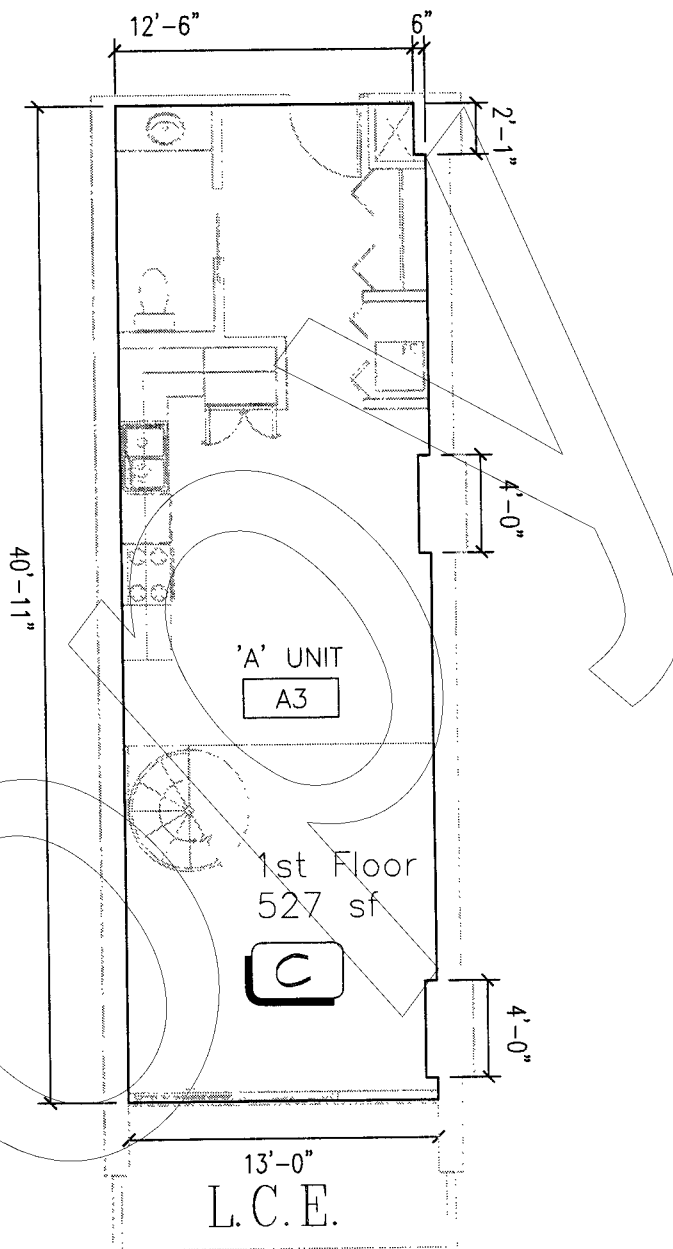 12'-6"
6"
2'-1"
4'-0"
40'-11"
'A' UNIT
A3
1st Floor
527 sf
C
4'-0"
13'-0"
L.C.E.